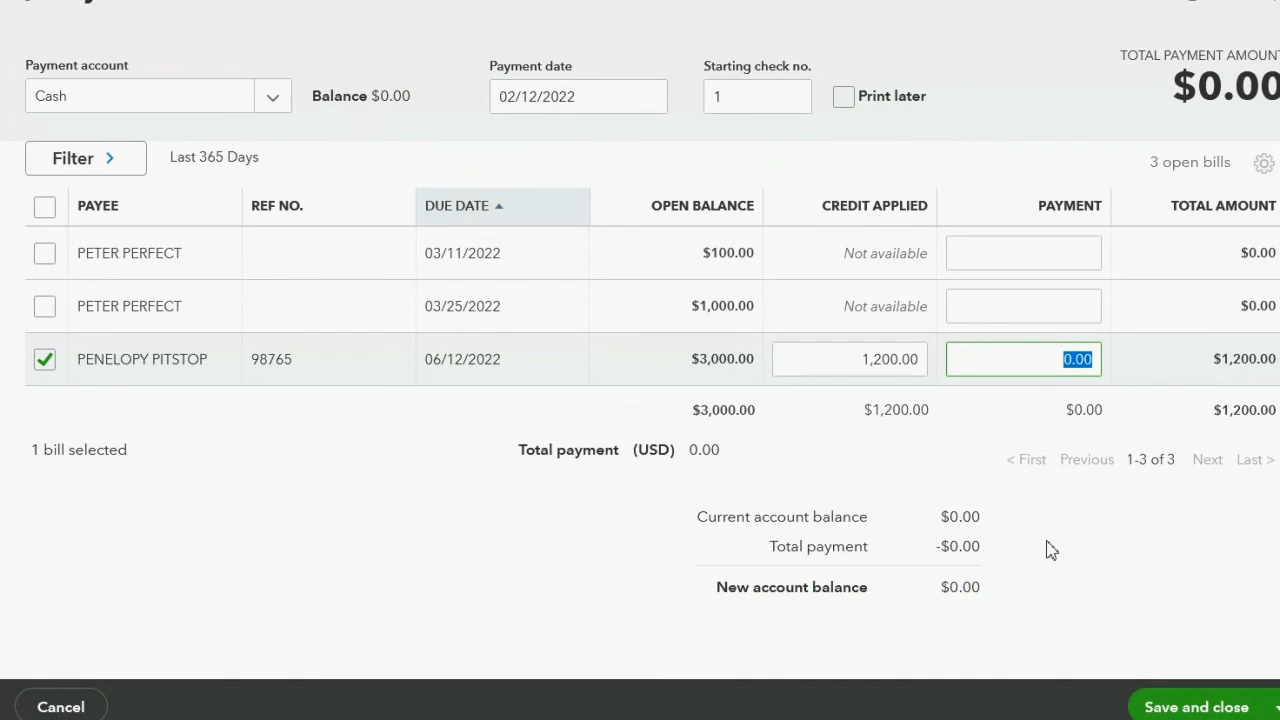 TOTAL PAYMENT AMOUNT
Payment account
Payment date
Starting check no.
Cash
Balance $0.00
02/12/2022
1
Print later
$0.00
Filter >
Last 365 Days
3 open bills
PAYEE REF NO. DUE DATE OPEN BALANCE CREDIT APPLIED PAYMENT TOTAL AMOUNT
PETER PERFECT 03/11/2022 $100.00 Not available $0.00
PETER PERFECT 03/25/2022 $1,000.00 Not available $0.00
PENELOPY PITSTOP 98765 06/12/2022 $3,000.00 1,200.00 0.00 $1,200.00
$3,000.00 $1,200.00 $0.00 $1,200.00
1 bill selected
Total payment (USD) 0.00
< First Previous 1-3 of 3 Next Last >
Current account balance $0.00
Total payment -$0.00
New account balance $0.00
Cancel
Save and close